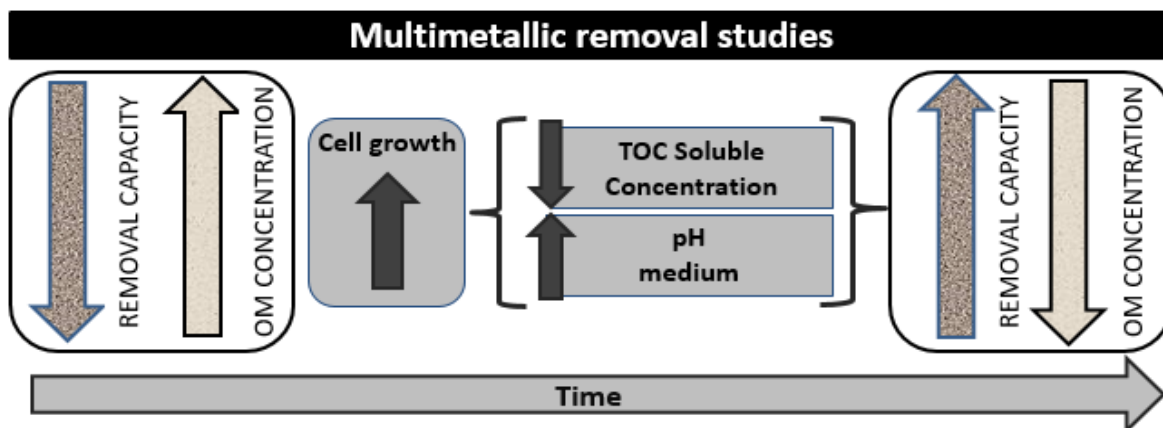 Multimetallic removal studies
REMOVAL CAPACITY
OM CONCENTRATION
Cell growth
TOC Soluble
Concentration
pH
medium
REMOVAL CAPACITY
OM CONCENTRATION
Time